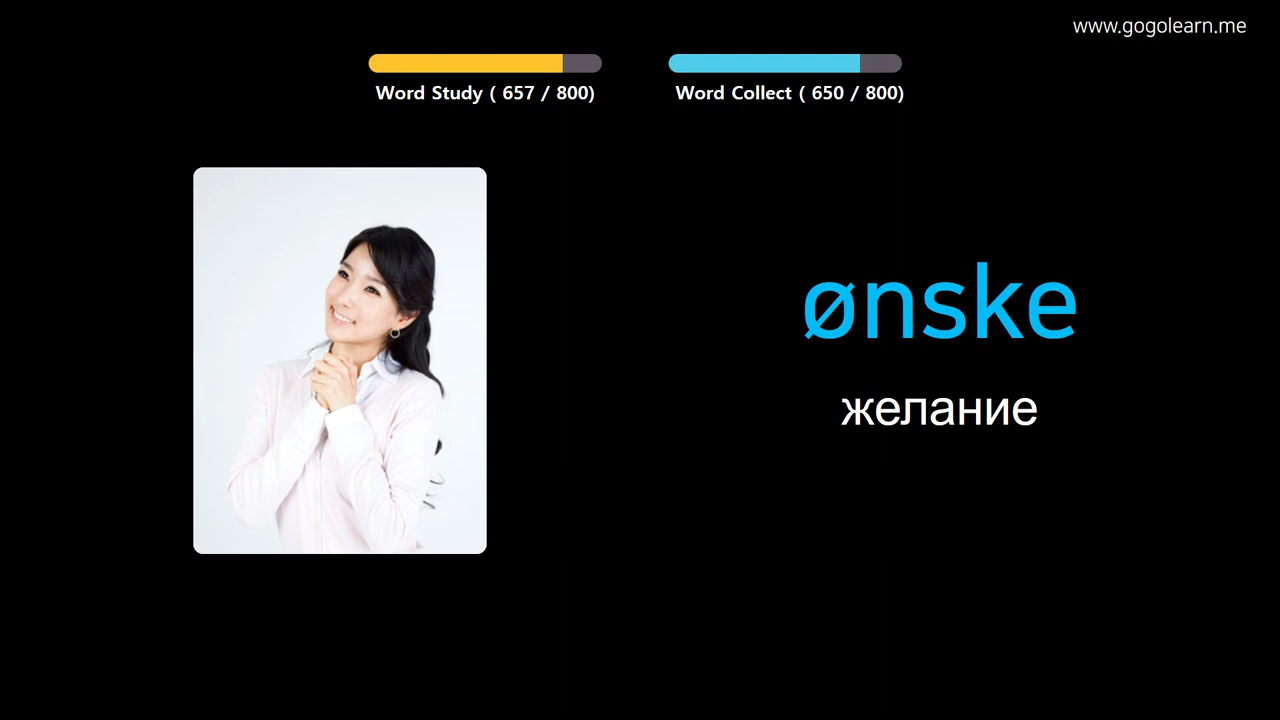 www.gogolearn.me
Word Study ( 657 / 800)
Word Collect ( 650 / 800)
ønske
желание